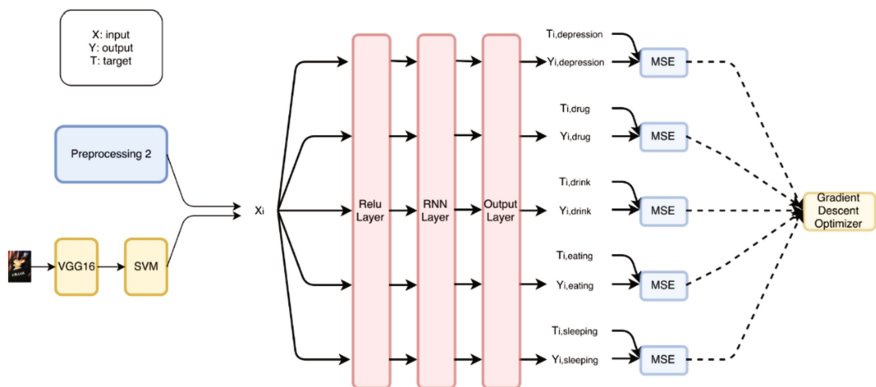 X: input
Y: output
T: target
Preprocessing 2
VGG16
SVM
Xi
Relu
Layer
RNN
Layer
Output
Layer
Ti,depression
Yi,depression
MSE
Ti,drug
Yi,drug
MSE
Ti,drink
Yi,drink
MSE
Ti,eating
Yi,eating
MSE
Ti,sleeping
Yi,sleeping
MSE
Gradient
Descent
Optimizer